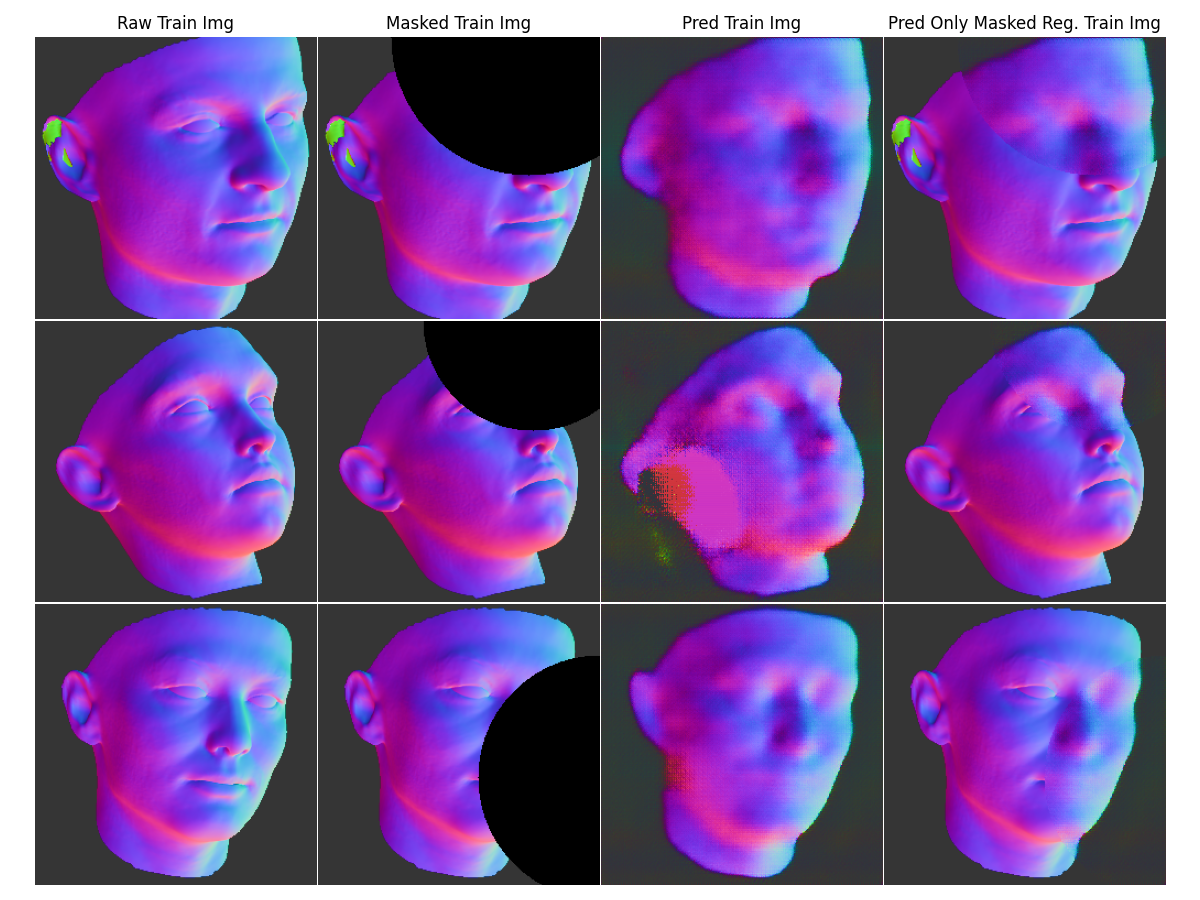 Raw Train Img
Masked Train Img
Pred Train Img
Pred Only Masked Reg. Train Img